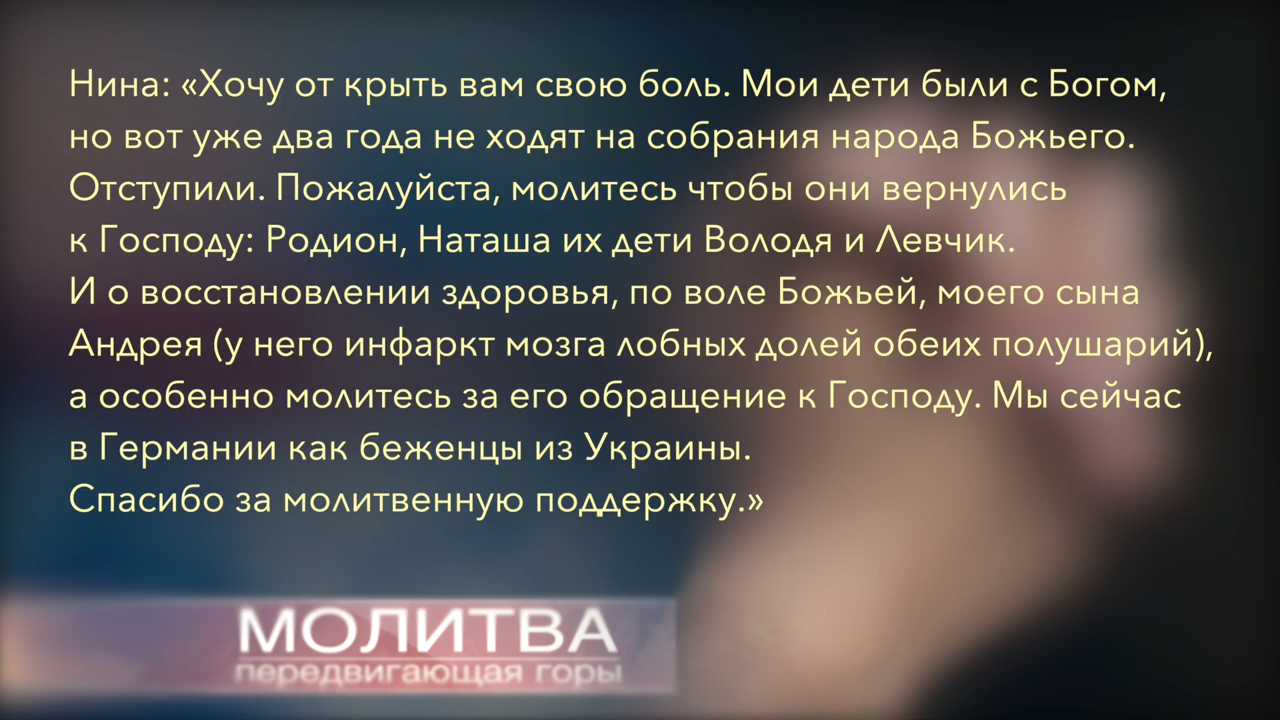 Нина: «Хочу от крыть вам свою боль. Мои дети были с Богом,
но вот уже два года не ходят на собрания народа Божьего.
Отступили. Пожалуйста, молитесь чтобы они вернулись
к Господу: Родион, Наташа их дети Володя и Левчик.
И о восстановлении здоровья, по воле Божьей, моего сына
Андрея (у него инфаркт мозга лобных долей обеих полушарий),
а особенно молитесь за его обращение к Господу. Мы сейчас
в Германии как беженцы из Украины.
Спасибо за молитвенную поддержку.»
МОЛИТВА
передвигающая горы